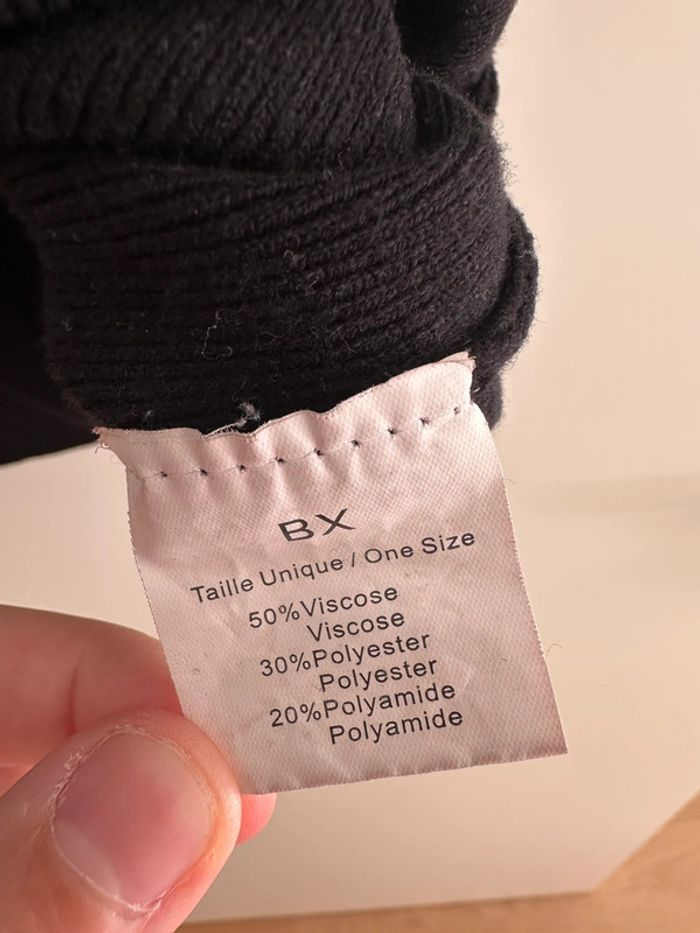 BX
Taille Unique / One Size
50%Viscose
Viscose
30%Polyester
Polyester
20%Polyamide
Polyamide